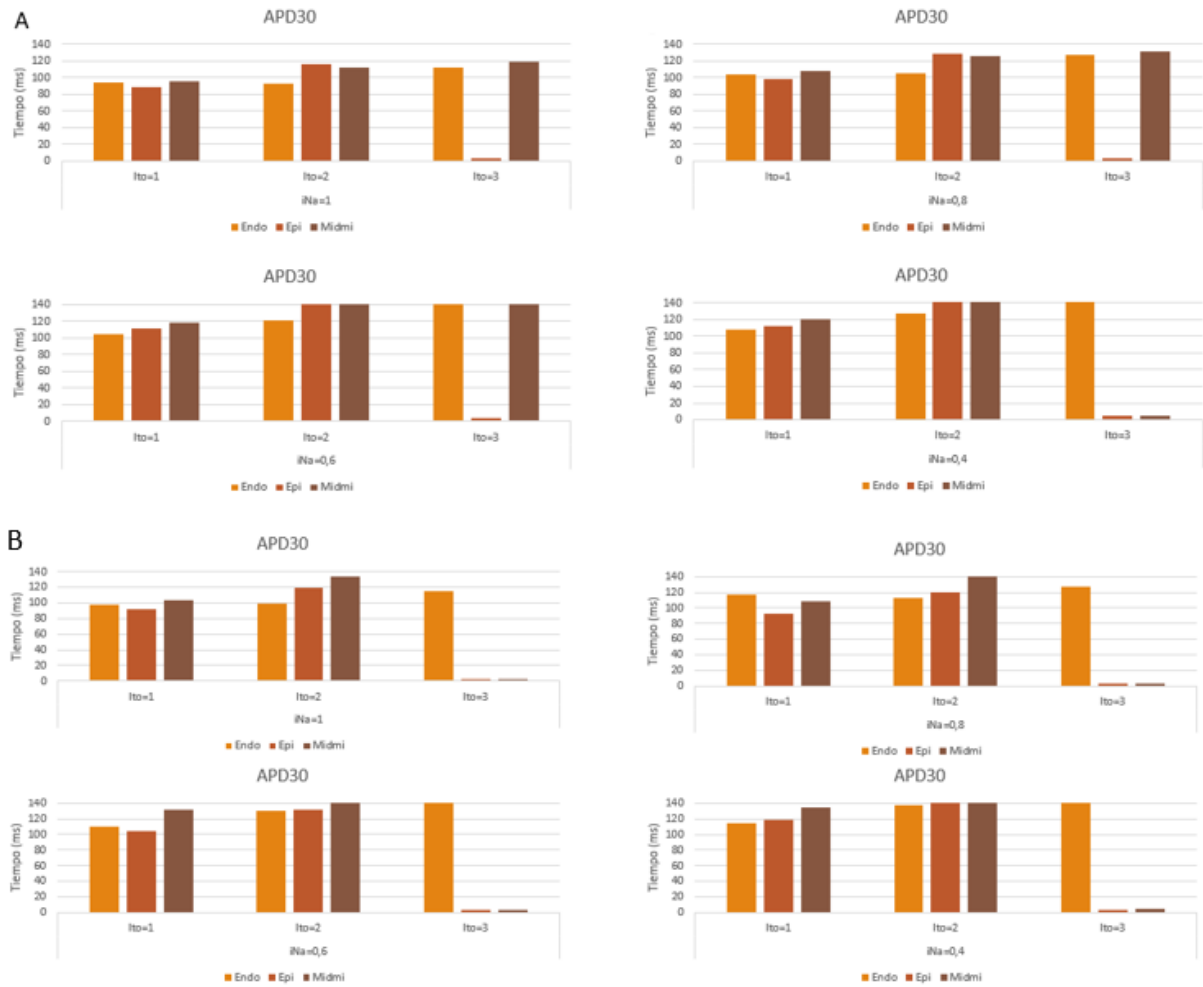 A
APD30
Tiempo (ms)
140
120
100
80
60
40
20
0
Ito=1 Ito=2 Ito=3
iNa=1
Endo Epi Midmi
APD30
Tiempo (ms)
140
120
100
80
60
40
20
0
Ito=1 Ito=2 Ito=3
iNa=0,8
Endo Epi Midmi
APD30
Tiempo (ms)
140
120
100
80
60
40
20
0
Ito=1 Ito=2 Ito=3
iNa=0,6
Endo Epi Midmi
APD30
Tiempo (ms)
140
120
100
80
60
40
20
0
Ito=1 Ito=2 Ito=3
iNa=0,4
Endo Epi Midmi
B
APD30
Tiempo (ms)
140
120
100
80
60
40
20
0
Ito=1 Ito=2 Ito=3
iNa=1
Endo Epi Midmi
APD30
Tiempo (ms)
140
120
100
80
60
40
20
0
Ito=1 Ito=2 Ito=3
iNa=0,8
Endo Epi Midmi
APD30
Tiempo (ms)
140
120
100
80
60
40
20
0
Ito=1 Ito=2 Ito=3
iNa=0,6
Endo Epi Midmi
APD30
Tiempo (ms)
140
120
100
80
60
40
20
0
Ito=1 Ito=2 Ito=3
iNa=0,4
Endo Epi Midmi